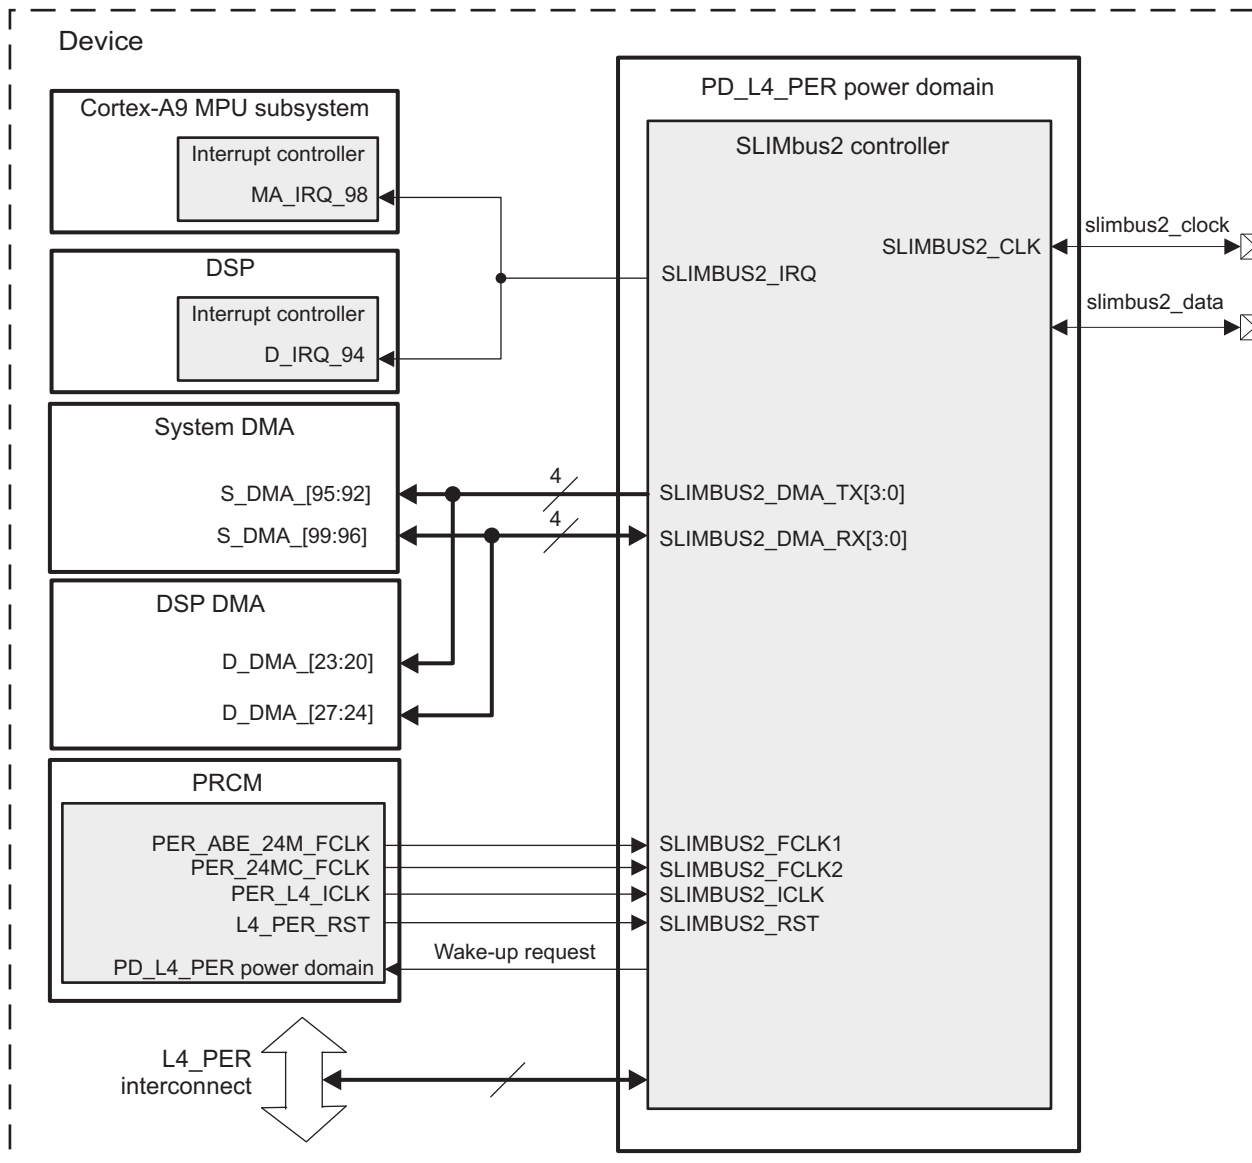 Device
PD_L4_PER power domain
Cortex-A9 MPU subsystem
Interrupt controller
MA_IRQ_98
DSP
Interrupt controller
D_IRQ_94
System DMA
S_DMA_[95:92]
S_DMA_[99:96]
DSP DMA
D_DMA_[23:20]
D_DMA_[27:24]
PRCM
PER_ABE_24M_FCLK
PER_24MC_FCLK
PER_L4_ICLK
L4_PER_RST
PD_L4_PER power domain
L4_PER
interconnect
4
4
Wake-up request
SLIMbus2 controller
SLIMBUS2_CLK
SLIMBUS2_IRQ
SLIMBUS2_DMA_TX[3:0]
SLIMBUS2_DMA_RX[3:0]
SLIMBUS2_FCLK1
SLIMBUS2_FCLK2
SLIMBUS2_ICLK
SLIMBUS2_RST
slimbus2_clock
slimbus2_data